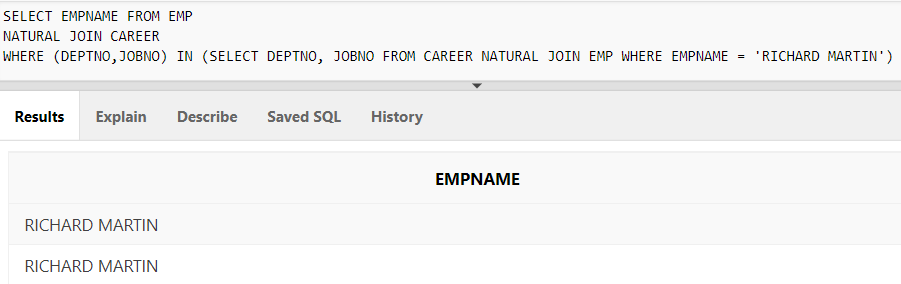 SELECT EMPNAME FROM EMP
NATURAL JOIN CAREER
WHERE (DEPTNO,JOBNO) IN (SELECT DEPTNO, JOBNO FROM CAREER NATURAL JOIN EMP WHERE EMPNAME = 'RICHARD MARTIN')
Results Explain Describe Saved SQL History
EMPNAME
RICHARD MARTIN
RICHARD MARTIN